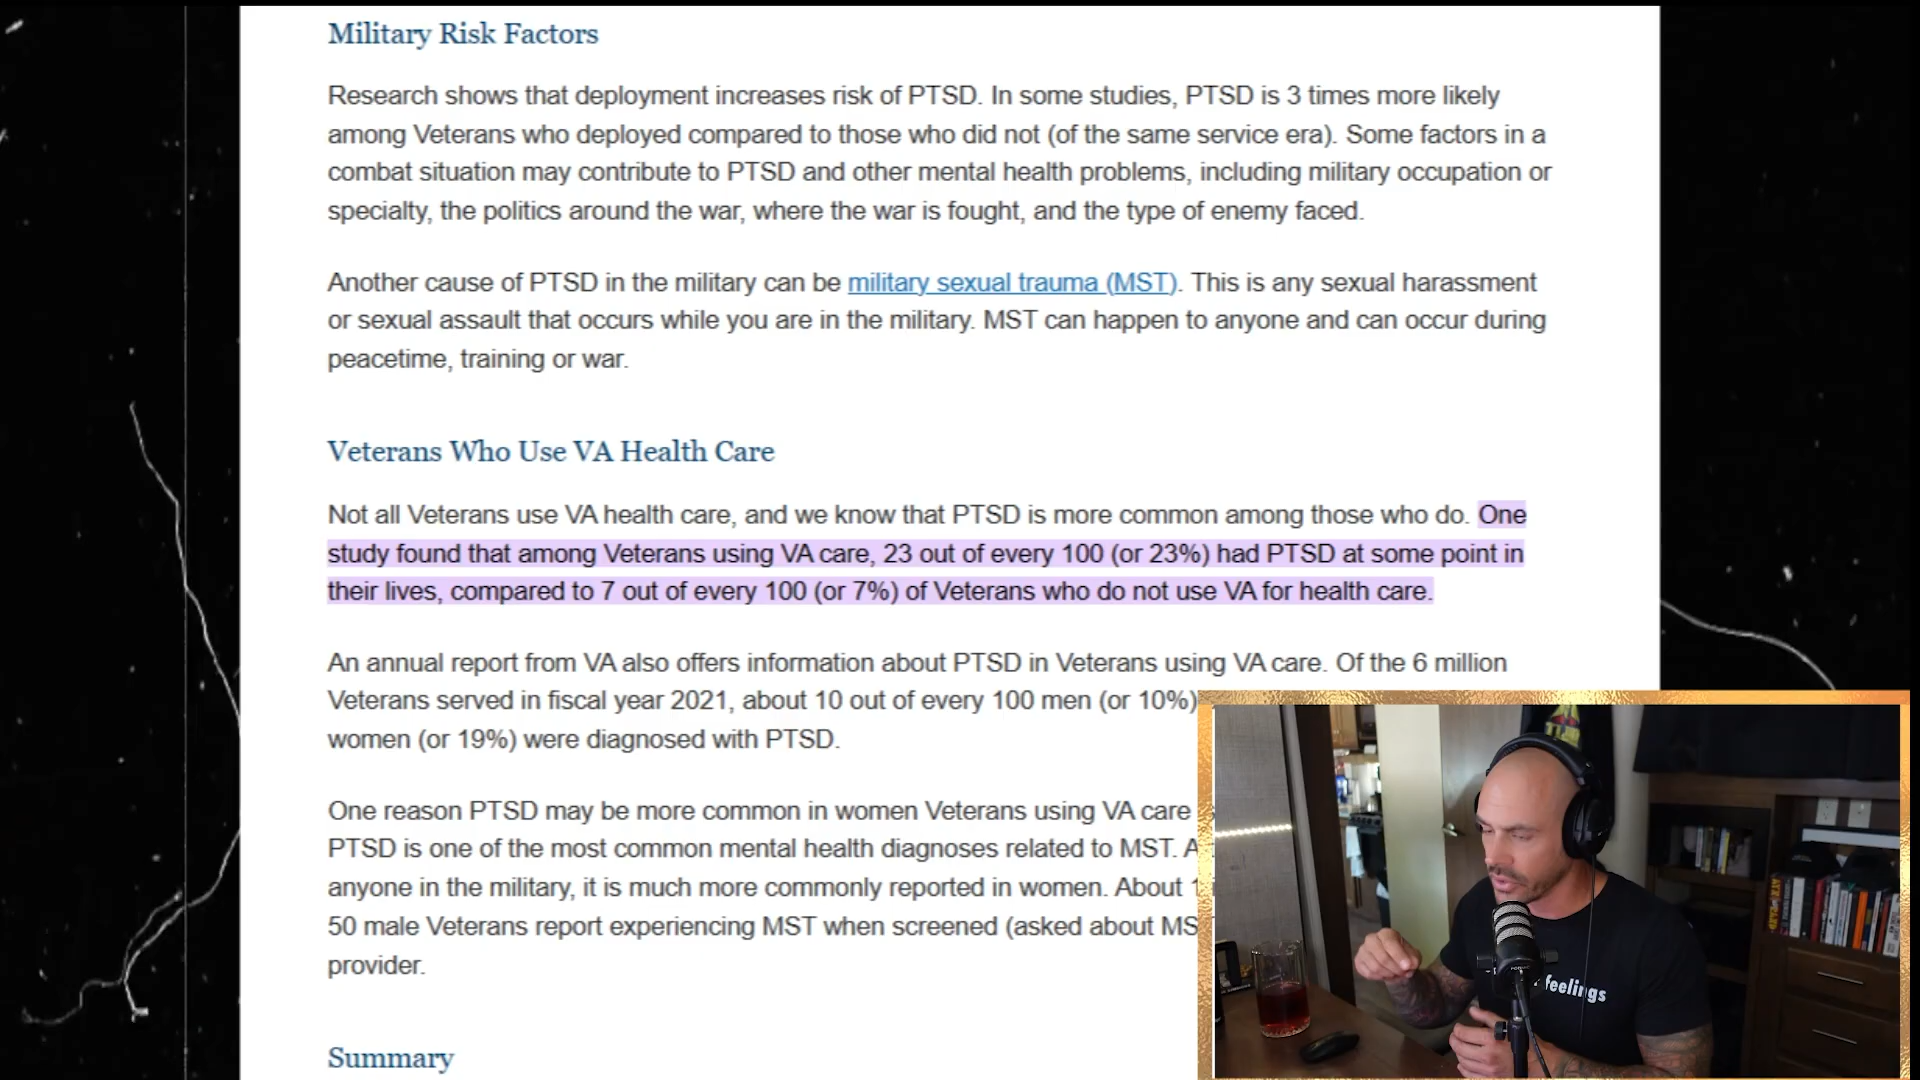 Military Risk Factors
Research shows that deployment increases risk of PTSD. In some studies, PTSD is 3 times more likely
among Veterans who deployed compared to those who did not (of the same service era). Some factors in a
combat situation may contribute to PTSD and other mental health problems, including military occupation or
specialty, the politics around the war, where the war is fought, and the type of enemy faced.
Another cause of PTSD in the military can be military sexual trauma (MST). This is any sexual harassment
or sexual assault that occurs while you are in the military. MST can happen to anyone and can occur during
peacetime, training or war.
Veterans Who Use VA Health Care
Not all Veterans use VA health care, and we know that PTSD is more common among those who do. One
study found that among Veterans using VA care, 23 out of every 100 (or 23%) had PTSD at some point in
their lives, compared to 7 out of every 100 (or 7%) of Veterans who do not use VA for health care.
An annual report from VA also offers information about PTSD in Veterans using VA care. Of the 6 million
Veterans served in fiscal year 2021, about 10 out of every 100 men (or 10%)
women (or 19%) were diagnosed with PTSD.
One reason PTSD may be more common in women Veterans using VA care
PTSD is one of the most common mental health diagnoses related to MST. A
anyone in the military, it is much more commonly reported in women. About 1
50 male Veterans report experiencing MST when screened (asked about MS
provider.
feelings
Summary